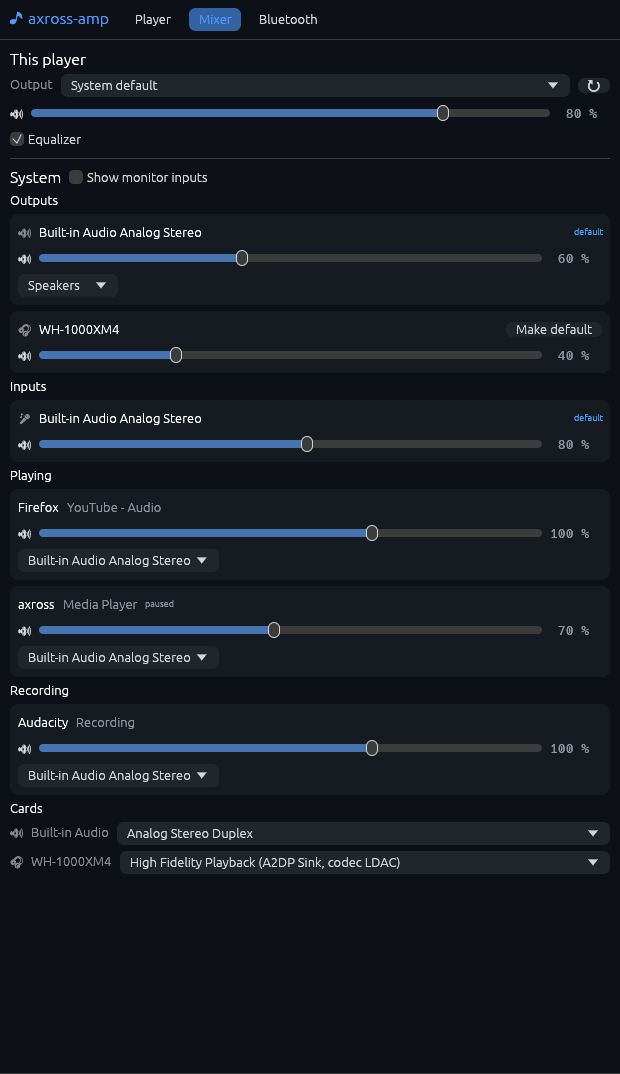 axross-amp Player Mixer Bluetooth
This player
Output System default
80 %
Equalizer
System Show monitor inputs
Outputs
Built-in Audio Analog Stereo default
60 %
Speakers
WH-1000XM4 Make default
40 %
Inputs
Built-in Audio Analog Stereo default
80 %
Playing
Firefox YouTube - Audio
100 %
Built-in Audio Analog Stereo
axross Media Player paused
70 %
Built-in Audio Analog Stereo
Recording
Audacity Recording
100 %
Built-in Audio Analog Stereo
Cards
Built-in Audio Analog Stereo Duplex
WH-1000XM4 High Fidelity Playback (A2DP Sink, codec LDAC)